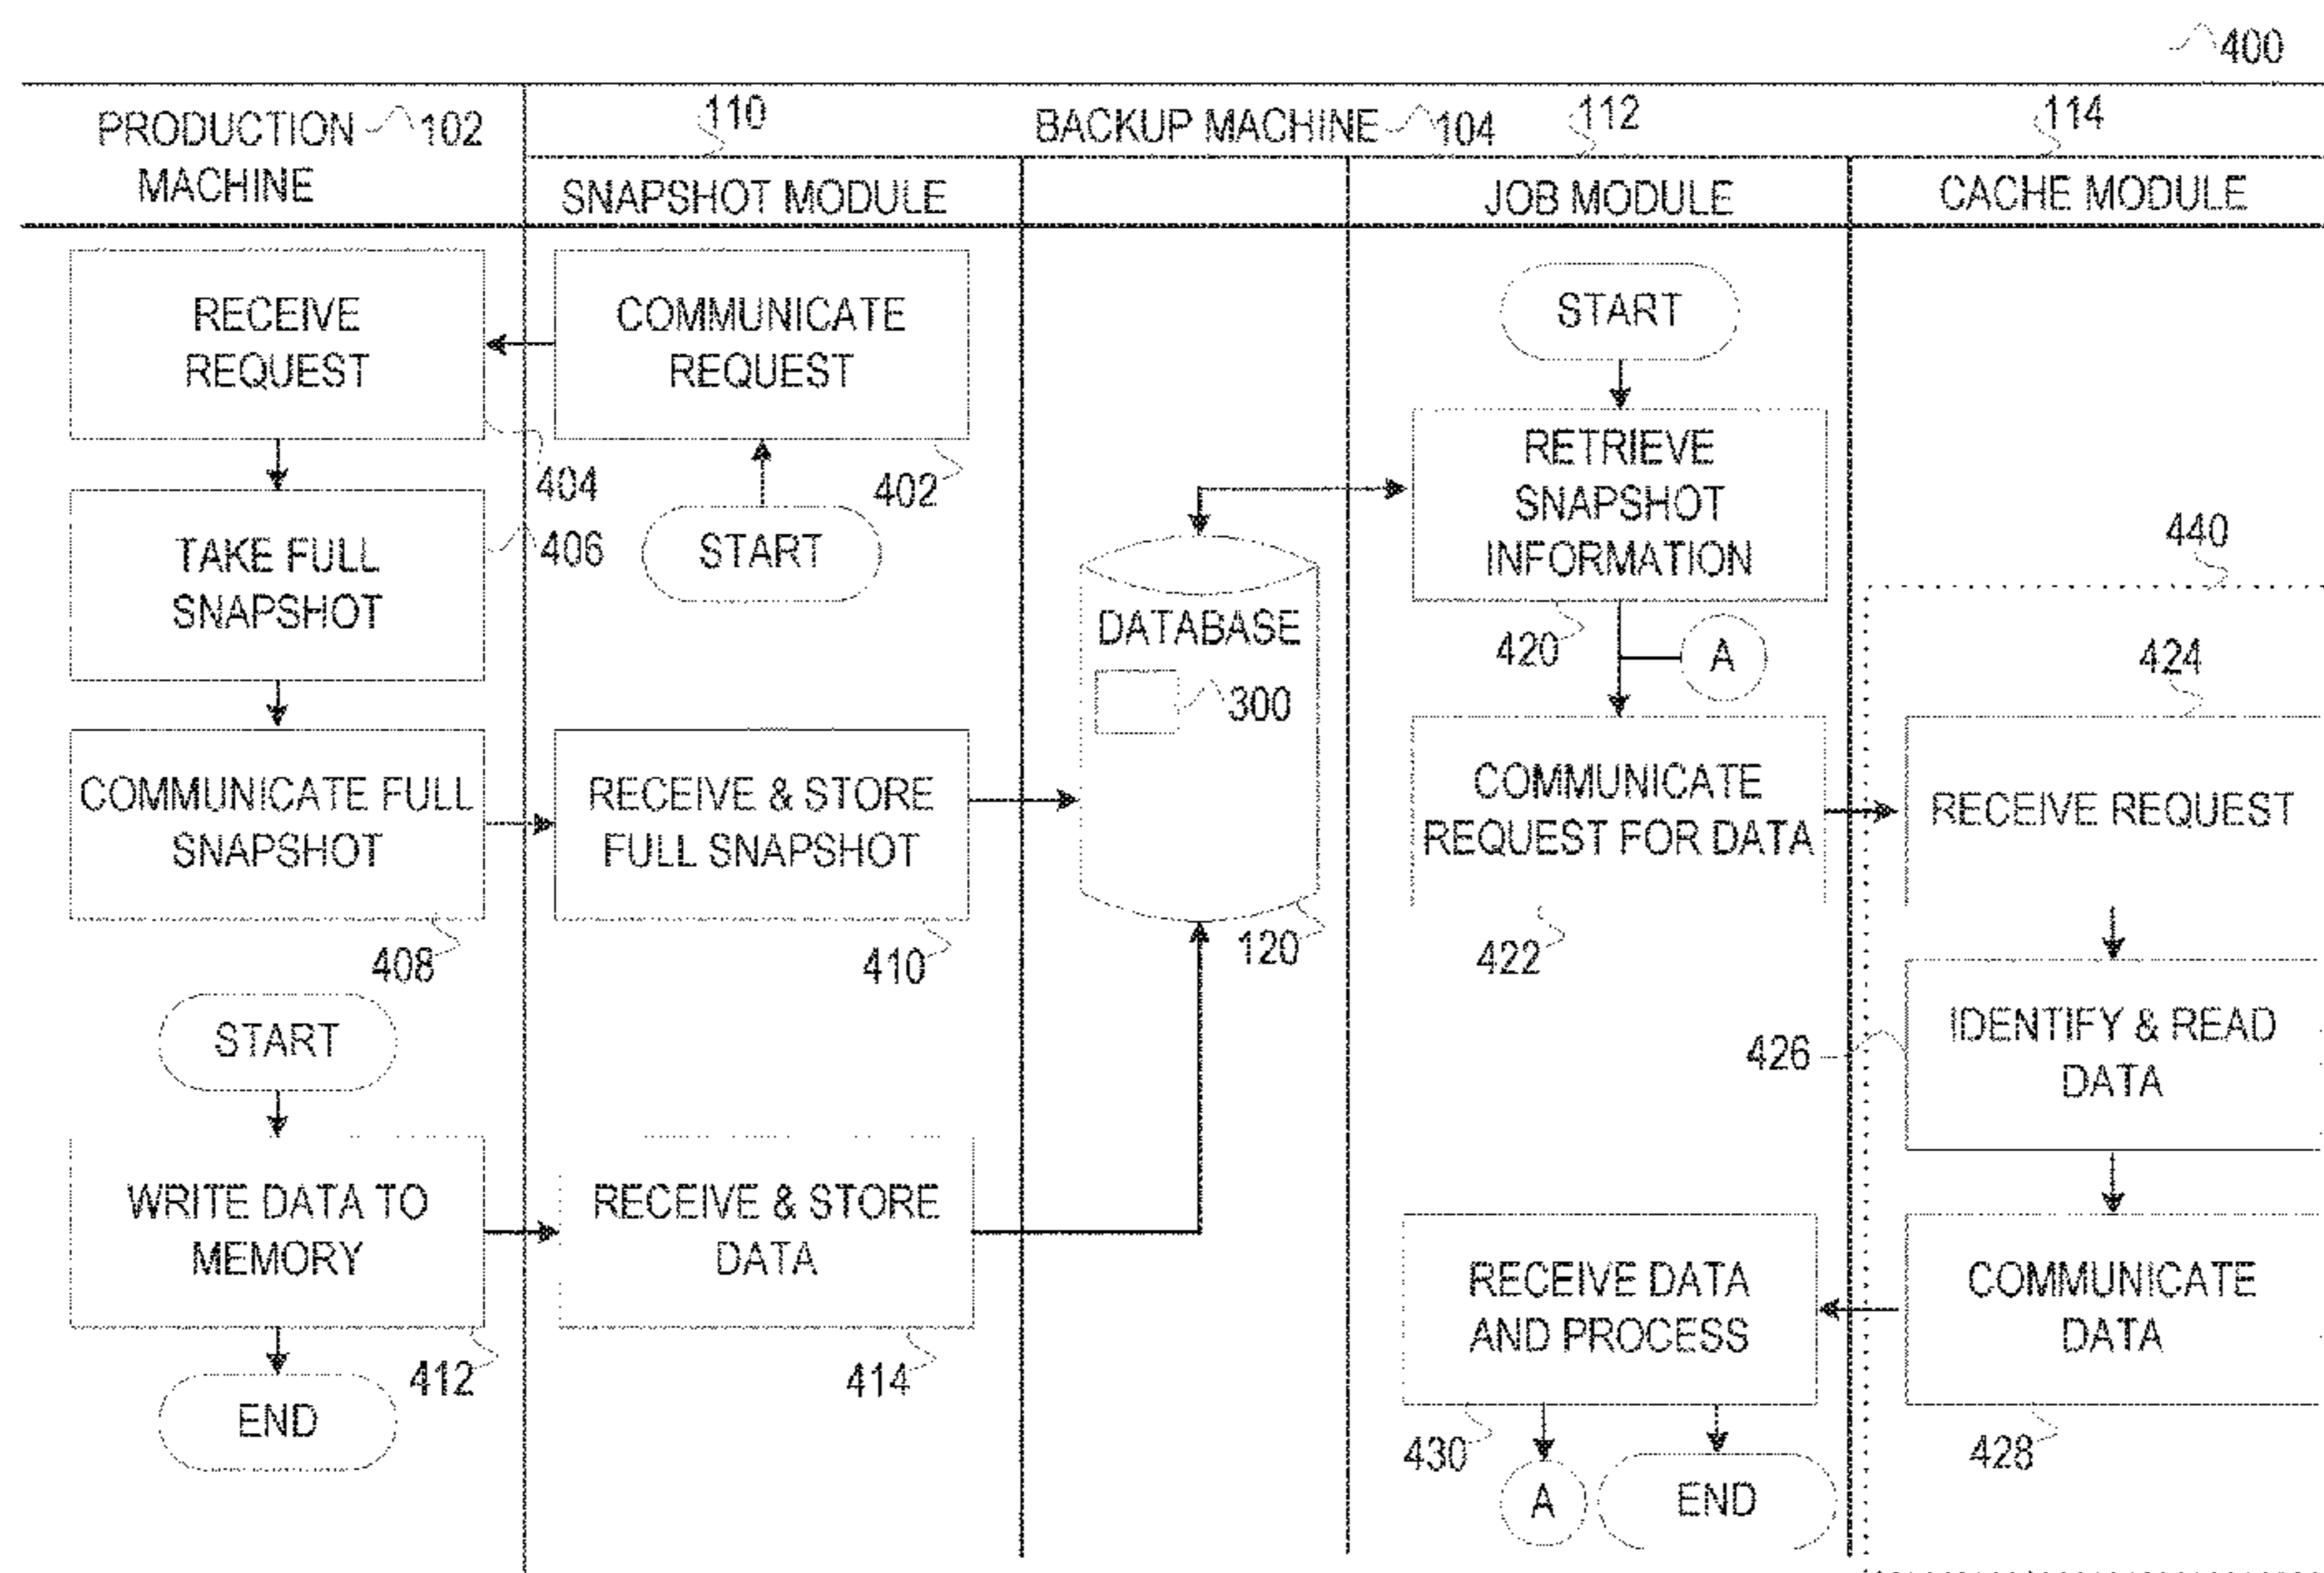 400
PRODUCTION 102
MACHINE
110
BACKUP MACHINE 104
112
114
SNAPSHOT MODULE
JOB MODULE
CACHE MODULE
RECEIVE
REQUEST
404
COMMUNICATE
REQUEST
402
START
TAKE FULL
SNAPSHOT
406
COMMUNICATE FULL
SNAPSHOT
408
RECEIVE & STORE
FULL SNAPSHOT
410
START
WRITE DATA TO
MEMORY
412
END
RECEIVE & STORE
DATA
414
DATABASE
300
120
START
RETRIEVE
SNAPSHOT
INFORMATION
420
A
COMMUNICATE
REQUEST FOR DATA
422
440
424
RECEIVE REQUEST
426
IDENTIFY & READ
DATA
COMMUNICATE
DATA
428
RECEIVE DATA
AND PROCESS
430
A
END